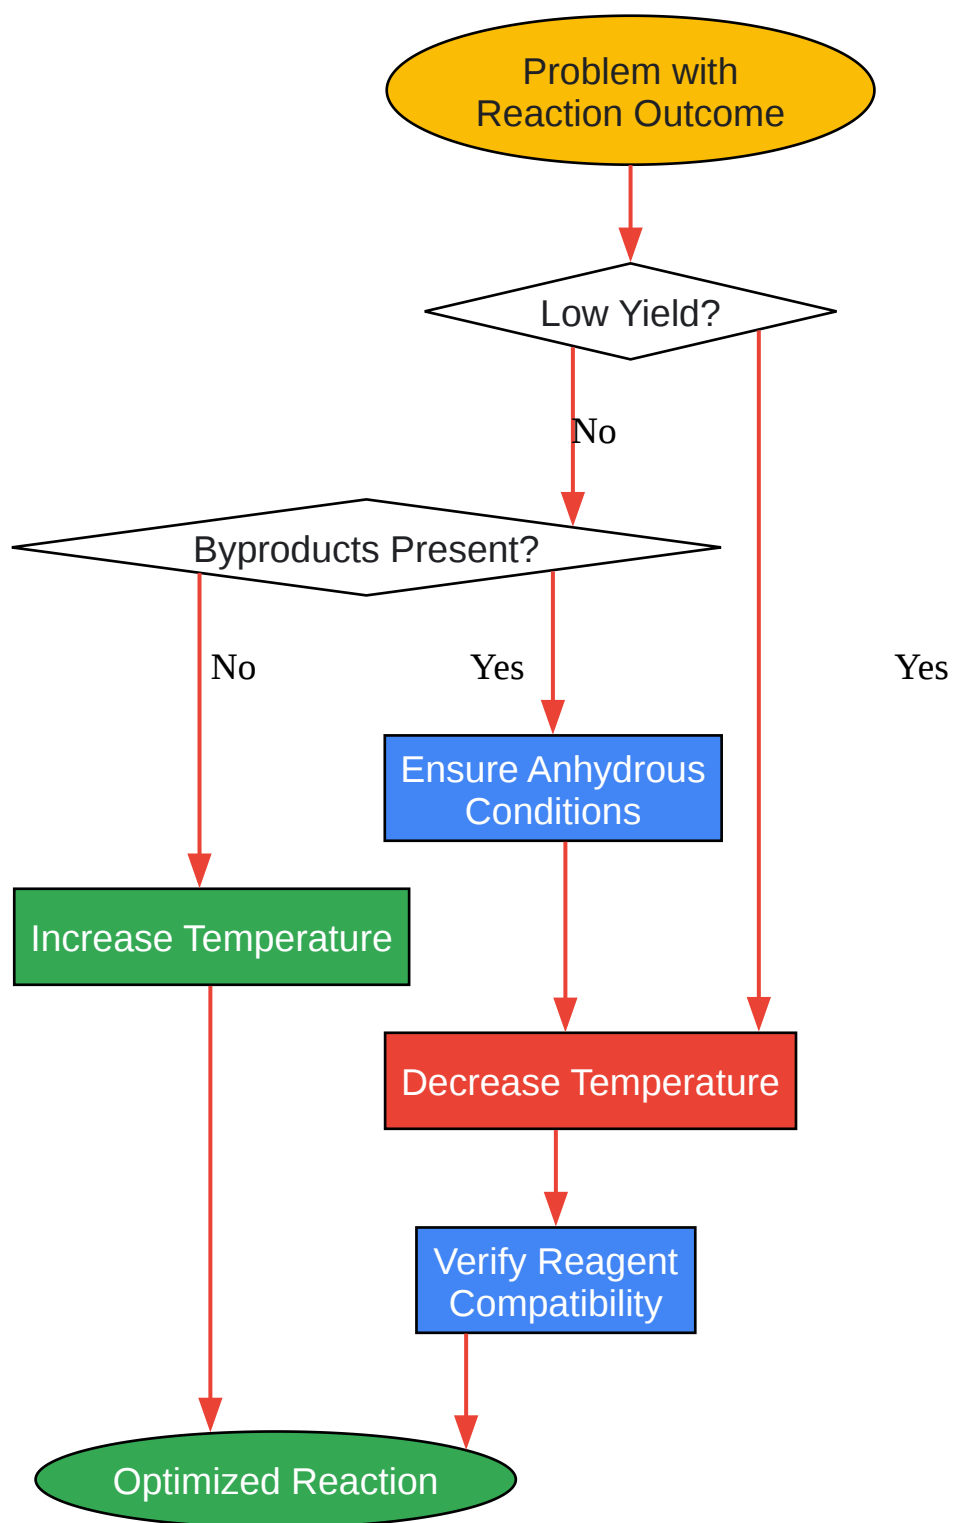 Problem with
Reaction Outcome
Low Yield?
No
Byproducts Present?
No
Yes
Yes
Ensure Anhydrous
Conditions
Increase Temperature
Decrease Temperature
Verify Reagent
Compatibility
Optimized Reaction